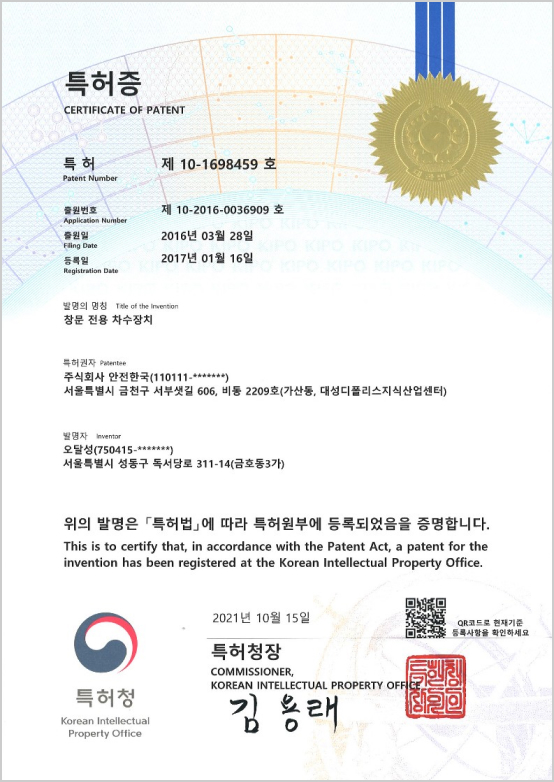 특허증
CERTIFICATE OF PATENT
특 허 제 10-1698459 호
Patent Number
출원번호 제 10-2016-0036909 호
Application Number
출원일 2016년 03월 28일
Filing Date
등록일 2017년 01월 16일
Registration Date
발명의 명칭 Title of the Invention
창문 전용 차수장치
특허권자 Patentee
주식회사 안전한국(110111-*******)
서울특별시 금천구 서부샛길 606, 비동 2209호(가산동, 대성디폴리스지식산업센터)
발명자 Inventor
오달성(750415-*******)
서울특별시 성동구 독서당로 311-14(금호동3가)
위의 발명은 「특허법」에 따라 특허원부에 등록되었음을 증명합니다.
This is to certify that, in accordance with the Patent Act, a patent for the
invention has been registered at the Korean Intellectual Property Office.
2021년 10월 15일
QR코드로 현재기준
등록사항을 확인하세요
특허청장
COMMISSIONER,
KOREAN INTELLECTUAL PROPERTY OFFICE
김용래
특허청
Korean Intellectual
Property Office